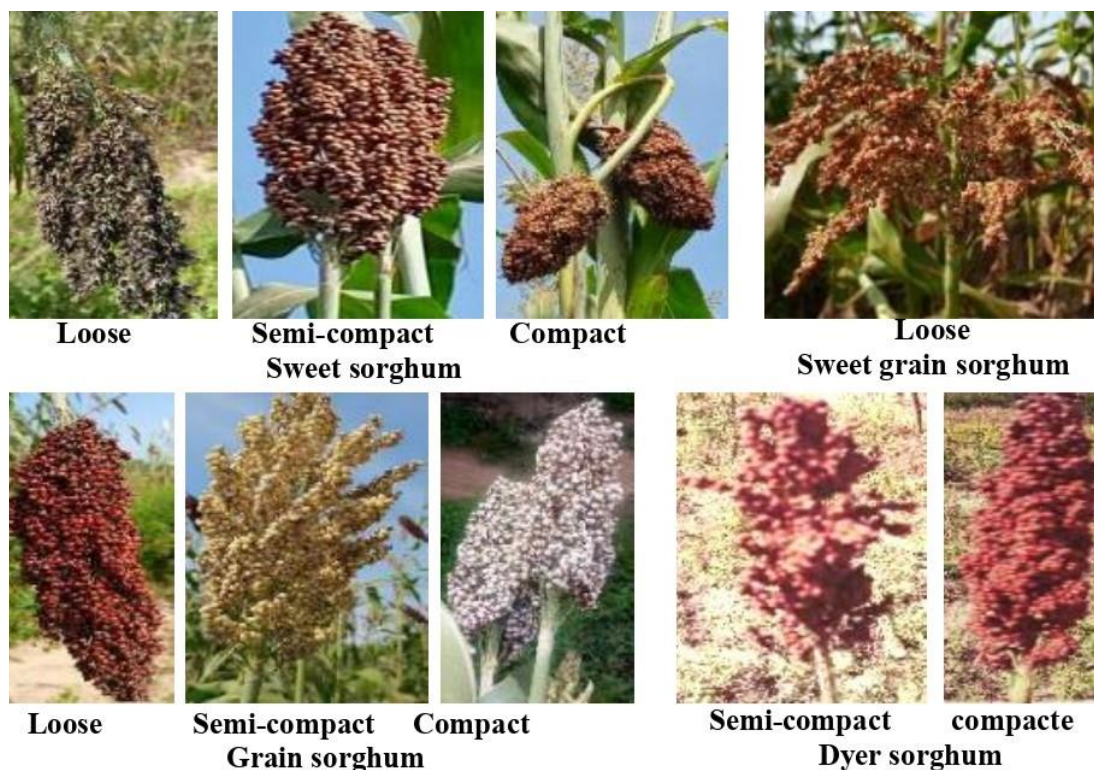 Loose Semi-compact Compact Loose
Sweet sorghum Sweet grain sorghum
Loose Semi-compact Compact Semi-compact compacte
Grain sorghum Dyer sorghum